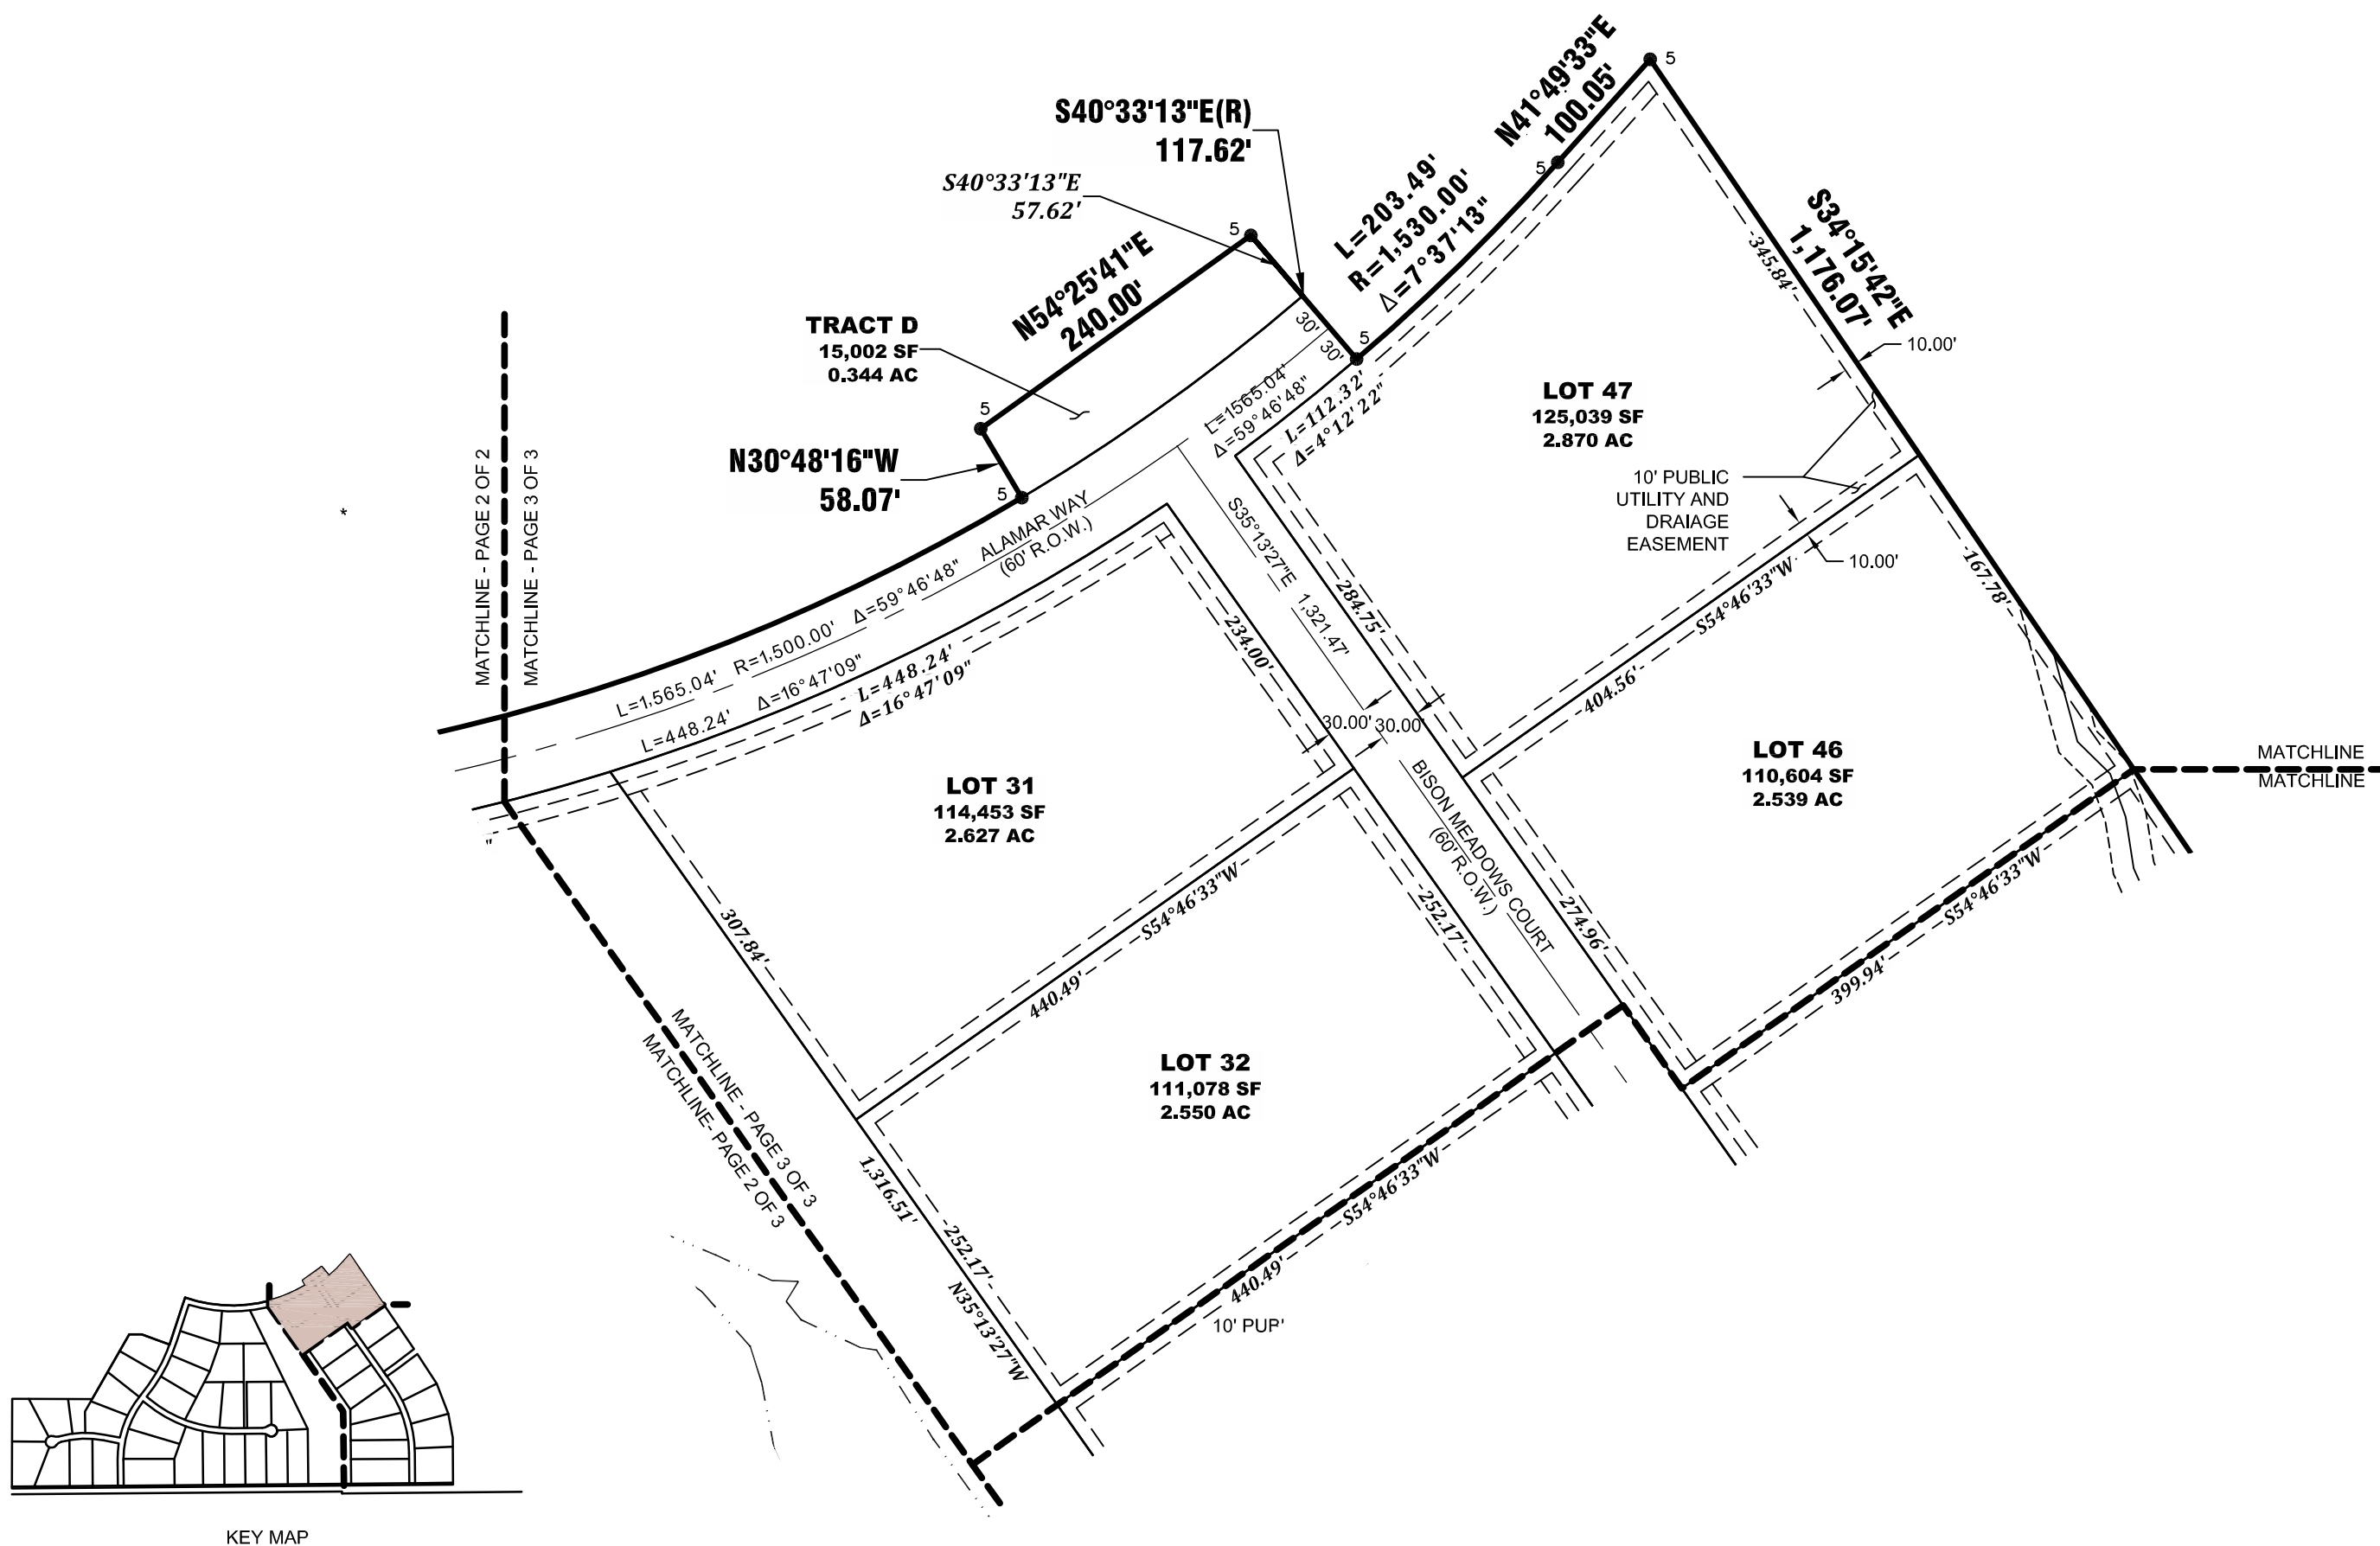 N41°49'33"E
100.05'
5
S40°33'13"E(R)
117.62'
S40°33'13"E
57.62'
5
L=203.49'
R=1,530.00'
Δ=7°37'13"
5
S34°15'42"E
1,176.07'
-345.84'-
10.00'
N54°25'41"E
240.00'
TRACT D
15,002 SF
0.344 AC
5
30'
30'
5
L=1565.04'
Δ=59°46'48"
L=112.32'
Δ=4°12'22"
LOT 47
125,039 SF
2.870 AC
N30°48'16"W
58.07'
5
10' PUBLIC
UTILITY AND
DRAIAGE
EASEMENT
10.00'
MATCHLINE - PAGE 2 OF 2
MATCHLINE - PAGE 3 OF 3
*
ALAMAR WAY
(60' R.O.W.)
L=1,565.04' R=1,500.00' Δ=59°46'48"
L=448.24' Δ=16°47'09"
L=448.24'
Δ=16°47'09"
S35°13'27"E 1,321.47'
234.00'
284.75'
S54°46'33"W
404.56'
167.78'
30.00' 30.00'
LOT 31
114,453 SF
2.627 AC
LOT 46
110,604 SF
2.539 AC
MATCHLINE
MATCHLINE
"
BISON MEADOWS COURT
(60' R.O.W.)
307.84'
S54°46'33"W
440.49'
252.17'
274.96'
S54°46'33"W
399.94'
LOT 32
111,078 SF
2.550 AC
MATCHLINE - PAGE 3 OF 3
MATCHLINE- PAGE 2 OF 3
1,316.51'
252.17'
N35°13'27"W
S54°46'33"W
440.49'
10' PUP'
KEY MAP